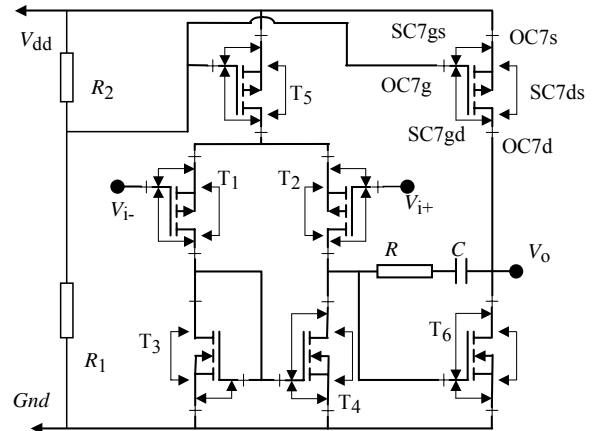 SC7gs
OC7s
Vdd
R2
T5
OC7g
SC7ds
SC7gd
OC7d
T1
T2
Vi-
Vi+
R
C
Vo
T3
T6
R1
T4
Gnd